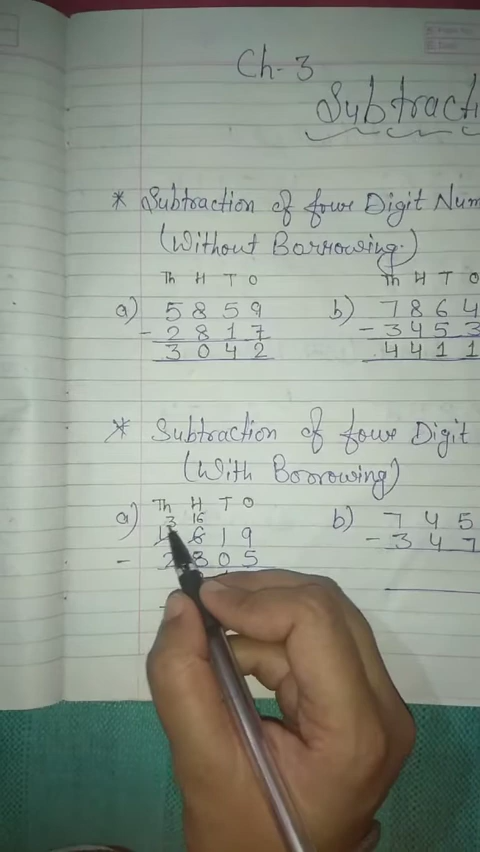 Ch-3
Subtracti
* Subtraction of four Digit Num
(Without Borrowing.)
Th H T O Th H T O
a) 5 8 5 9 b) 7 8 6 4
- 2 8 1 7 - 3 4 5 3
3 0 4 2 4 4 1 1
* Subtraction of four Digit
(With Borrowing)
Th H T O
3 16
a) 4 6 1 9 b) 7 4 5
- 2 8 0 5 - 3 4 7